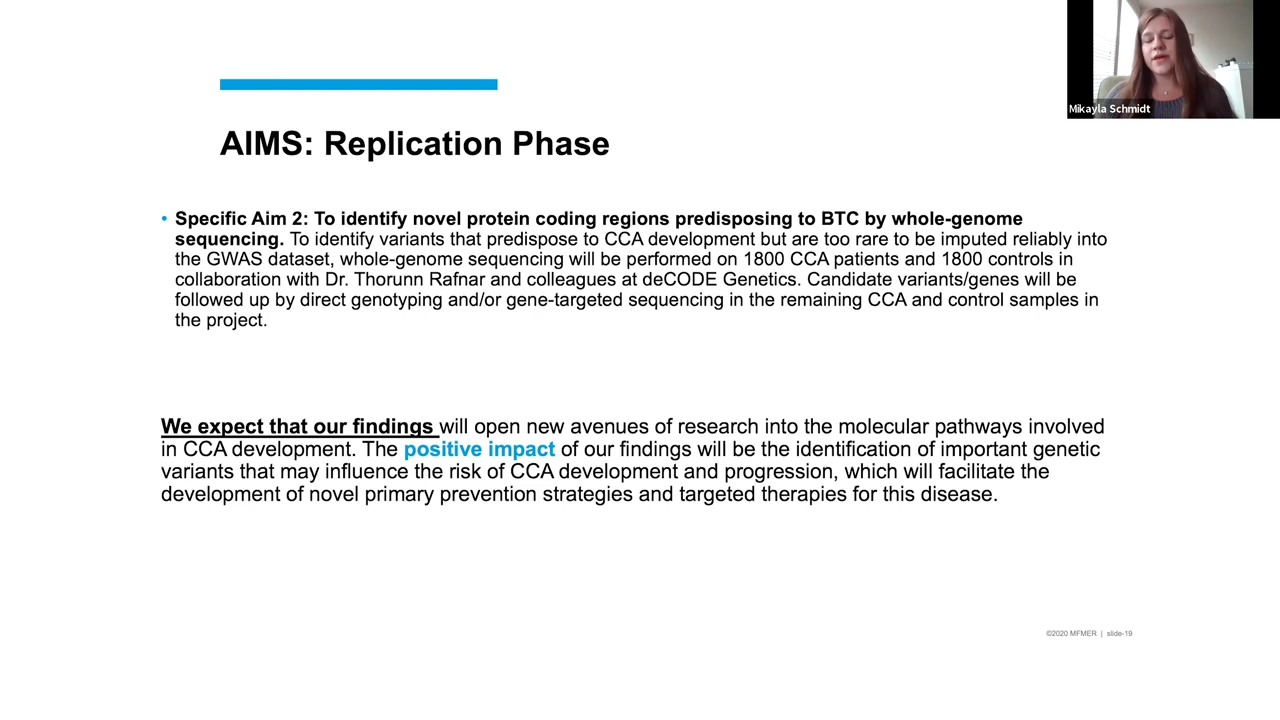 Mikayla Schmidt
AIMS: Replication Phase
• Specific Aim 2: To identify novel protein coding regions predisposing to BTC by whole-genome
sequencing. To identify variants that predispose to CCA development but are too rare to be imputed reliably into
the GWAS dataset, whole-genome sequencing will be performed on 1800 CCA patients and 1800 controls in
collaboration with Dr. Thorunn Rafnar and colleagues at deCODE Genetics. Candidate variants/genes will be
followed up by direct genotyping and/or gene-targeted sequencing in the remaining CCA and control samples in
the project.
We expect that our findings will open new avenues of research into the molecular pathways involved
in CCA development. The positive impact of our findings will be the identification of important genetic
variants that may influence the risk of CCA development and progression, which will facilitate the
development of novel primary prevention strategies and targeted therapies for this disease.
©2020 MFMER | slide-19